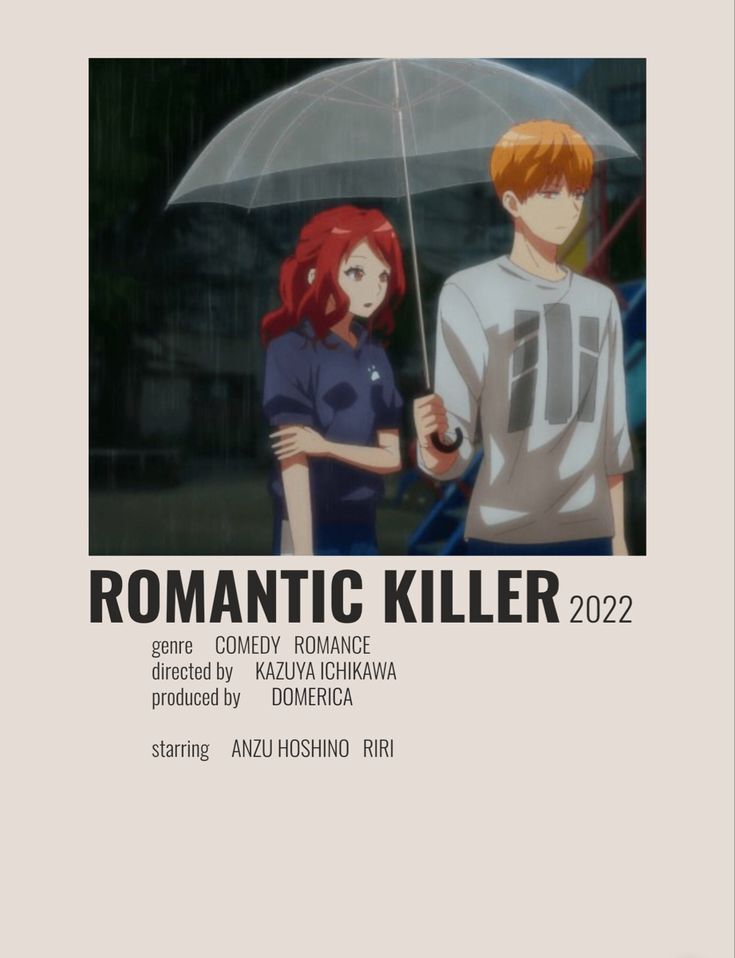 ROMANTIC KILLER 2022
genre COMEDY ROMANCE
directed by KAZUYA ICHIKAWA
produced by DOMERICA
starring ANZU HOSHINO RIRI